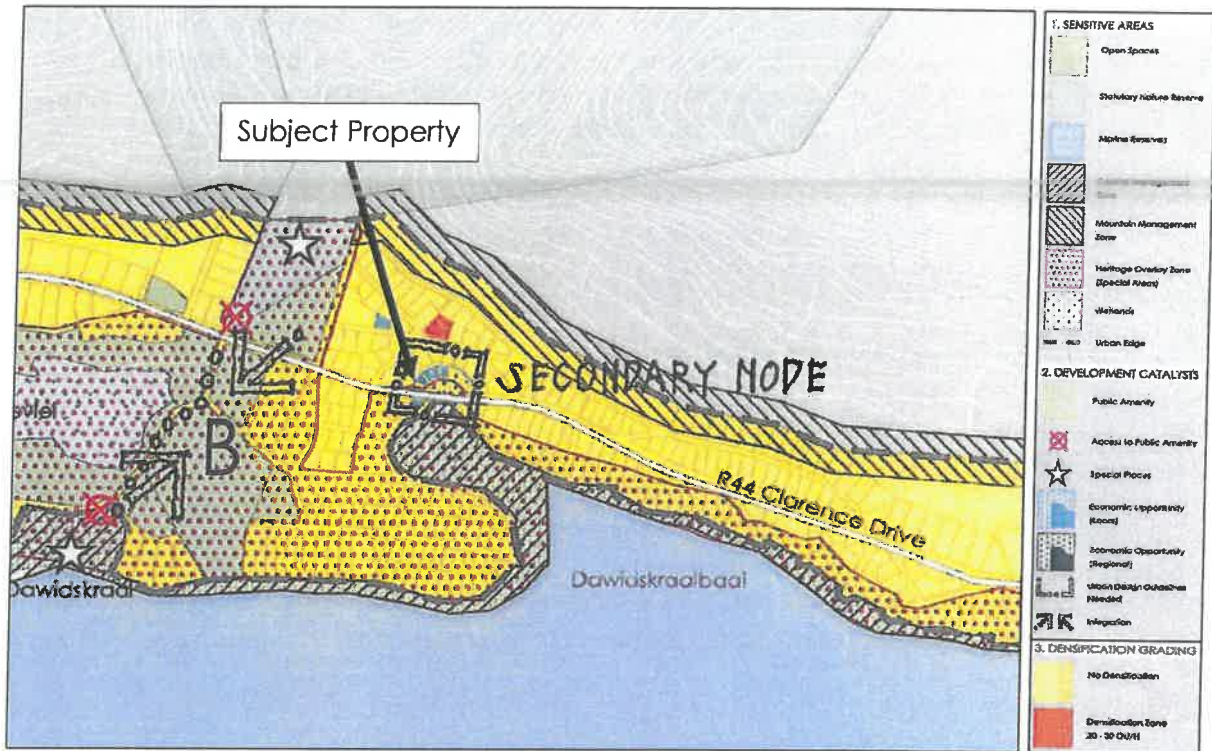 Subject Property
SECONDARY NODE
B
R44 Clarence Drive
Dawidskraalbaai
Dawidskraal
1. SENSITIVE AREAS
Open Spaces
Statutory Nature Reserve
Marine Reserves
Mountain Management
Zone
Heritage Overlay Zone
(Special Areas)
Wetlands
Urban Edge
2. DEVELOPMENT CATALYSTS
Public Amenity
Access to Public Amenity
Special Places
Economic Opportunity
(Local)
Economic Opportunity
(Regional)
Urban Design Guidelines
Needed
Integration
3. DENSIFICATION GRADING
No Densification
Densification Zone
20 - 30 DU/H